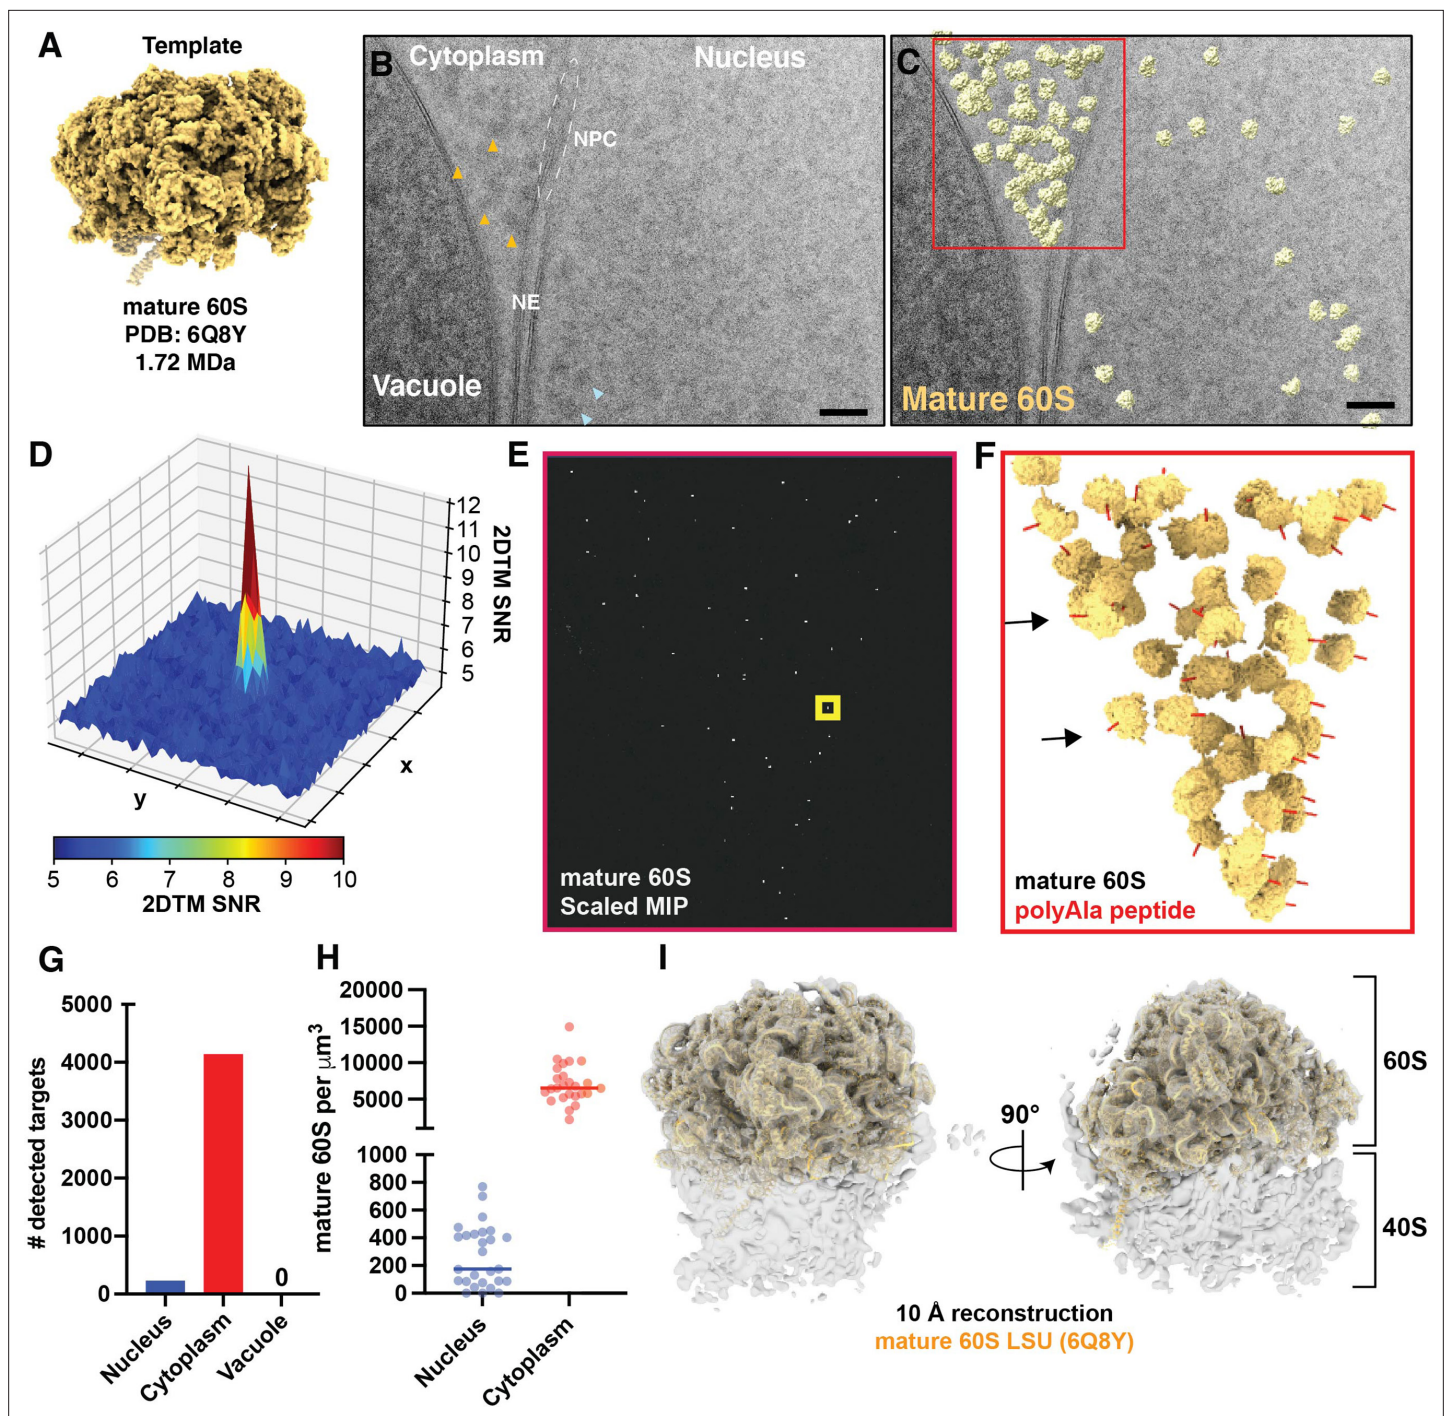 A
Template
mature 60S
PDB: 6Q8Y
1.72 MDa
B
Cytoplasm
Nucleus
NPC
NE
Vacuole
C
Mature 60S
D
12
11
10
9
8
7
6
5
2DTM SNR
x
y
5 6 7 8 9 10
2DTM SNR
E
mature 60S
Scaled MIP
F
mature 60S
polyAla peptide
G
# detected targets
5000
4000
3000
2000
1000
0
0
Nucleus
Cytoplasm
Vacuole
H
mature 60S per μm3
20000
15000
10000
5000
1000
800
600
400
200
0
Nucleus
Cytoplasm
I
90°
60S
40S
10 Å reconstruction
mature 60S LSU (6Q8Y)